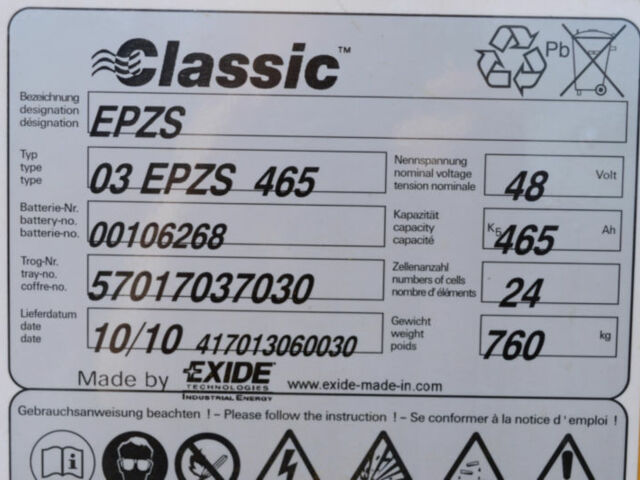 Classic™
Pb
Bezeichnung
designation
désignation
EPZS
Typ
type
type
03 EPZS 465
Nennspannung
nominal voltage
tension nominale
48 Volt
Batterie-Nr.
battery-no.
batterie-no.
00106268
Kapazität
capacity
capacité
K5 465 Ah
Trog-Nr.
tray-no.
coffre-no.
57017037030
Zellenanzahl
numbers of cells
nombre d'éléments
24
Lieferdatum
date
date
10/10 417013060030
Gewicht
weight
poids
760 kg
Made by EXIDE www.exide-made-in.com
TECHNOLOGIES
INDUSTRIAL ENERGY
Gebrauchsanweisung beachten ! – Please follow the instruction ! – Se conformer à la notice d'emploi !